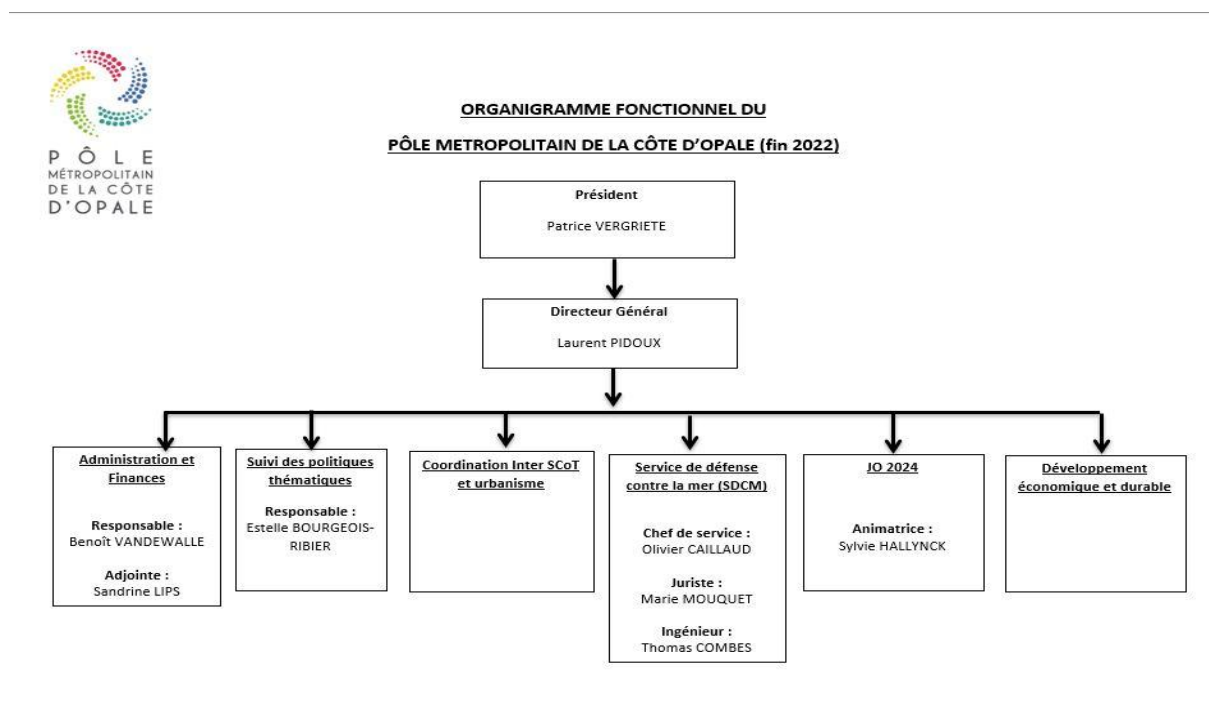 PÔLE
MÉTROPOLITAIN
DE LA CÔTE
D'OPALE
ORGANIGRAMME FONCTIONNEL DU
PÔLE METROPOLITAIN DE LA CÔTE D’OPALE (fin 2022)
Président
Patrice VERGRIETE
Directeur Général
Laurent PIDOUX
Administration et
Finances
Responsable :
Benoît VANDEWALLE
Adjointe :
Sandrine LIPS
Suivi des politiques
thématiques
Responsable :
Estelle BOURGEOIS-
RIBIER
Coordination Inter SCoT
et urbanisme
Service de défense
contre la mer (SDCM)
Chef de service :
Olivier CAILLAUD
Juriste :
Marie MOUQUET
Ingénieur :
Thomas COMBES
JO 2024
Animatrice :
Sylvie HALLYNCK
Développement
économique et durable